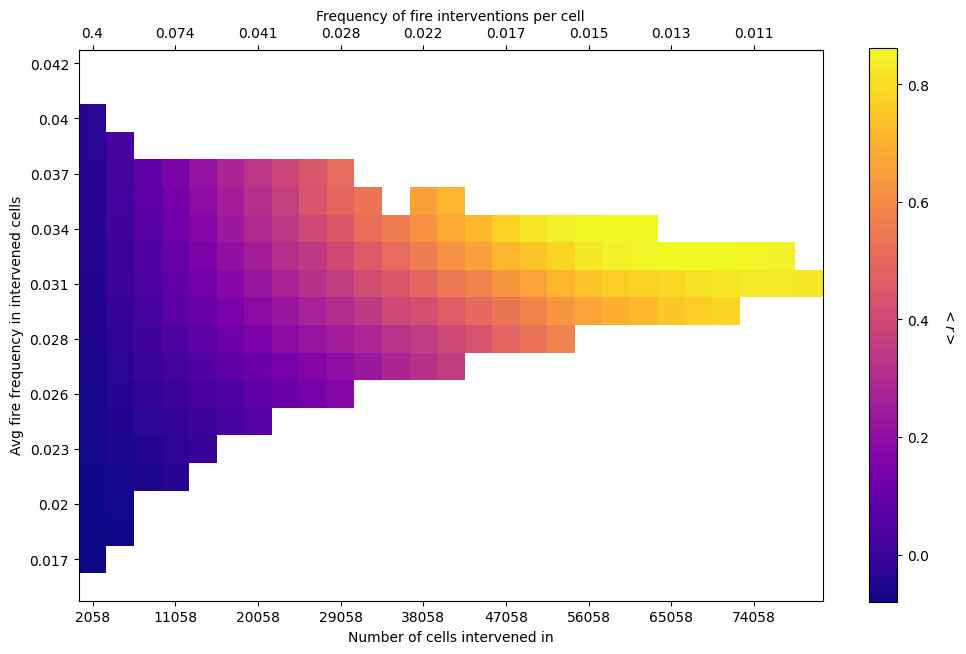 Frequency of fire interventions per cell
0.4 0.074 0.041 0.028 0.022 0.017 0.015 0.013 0.011
Avg fire frequency in intervened cells
0.042
0.04
0.037
0.034
0.031
0.028
0.026
0.023
0.02
0.017
2058 11058 20058 29058 38058 47058 56058 65058 74058
Number of cells intervened in
0.8
0.6
0.4
0.2
0.0
<r>